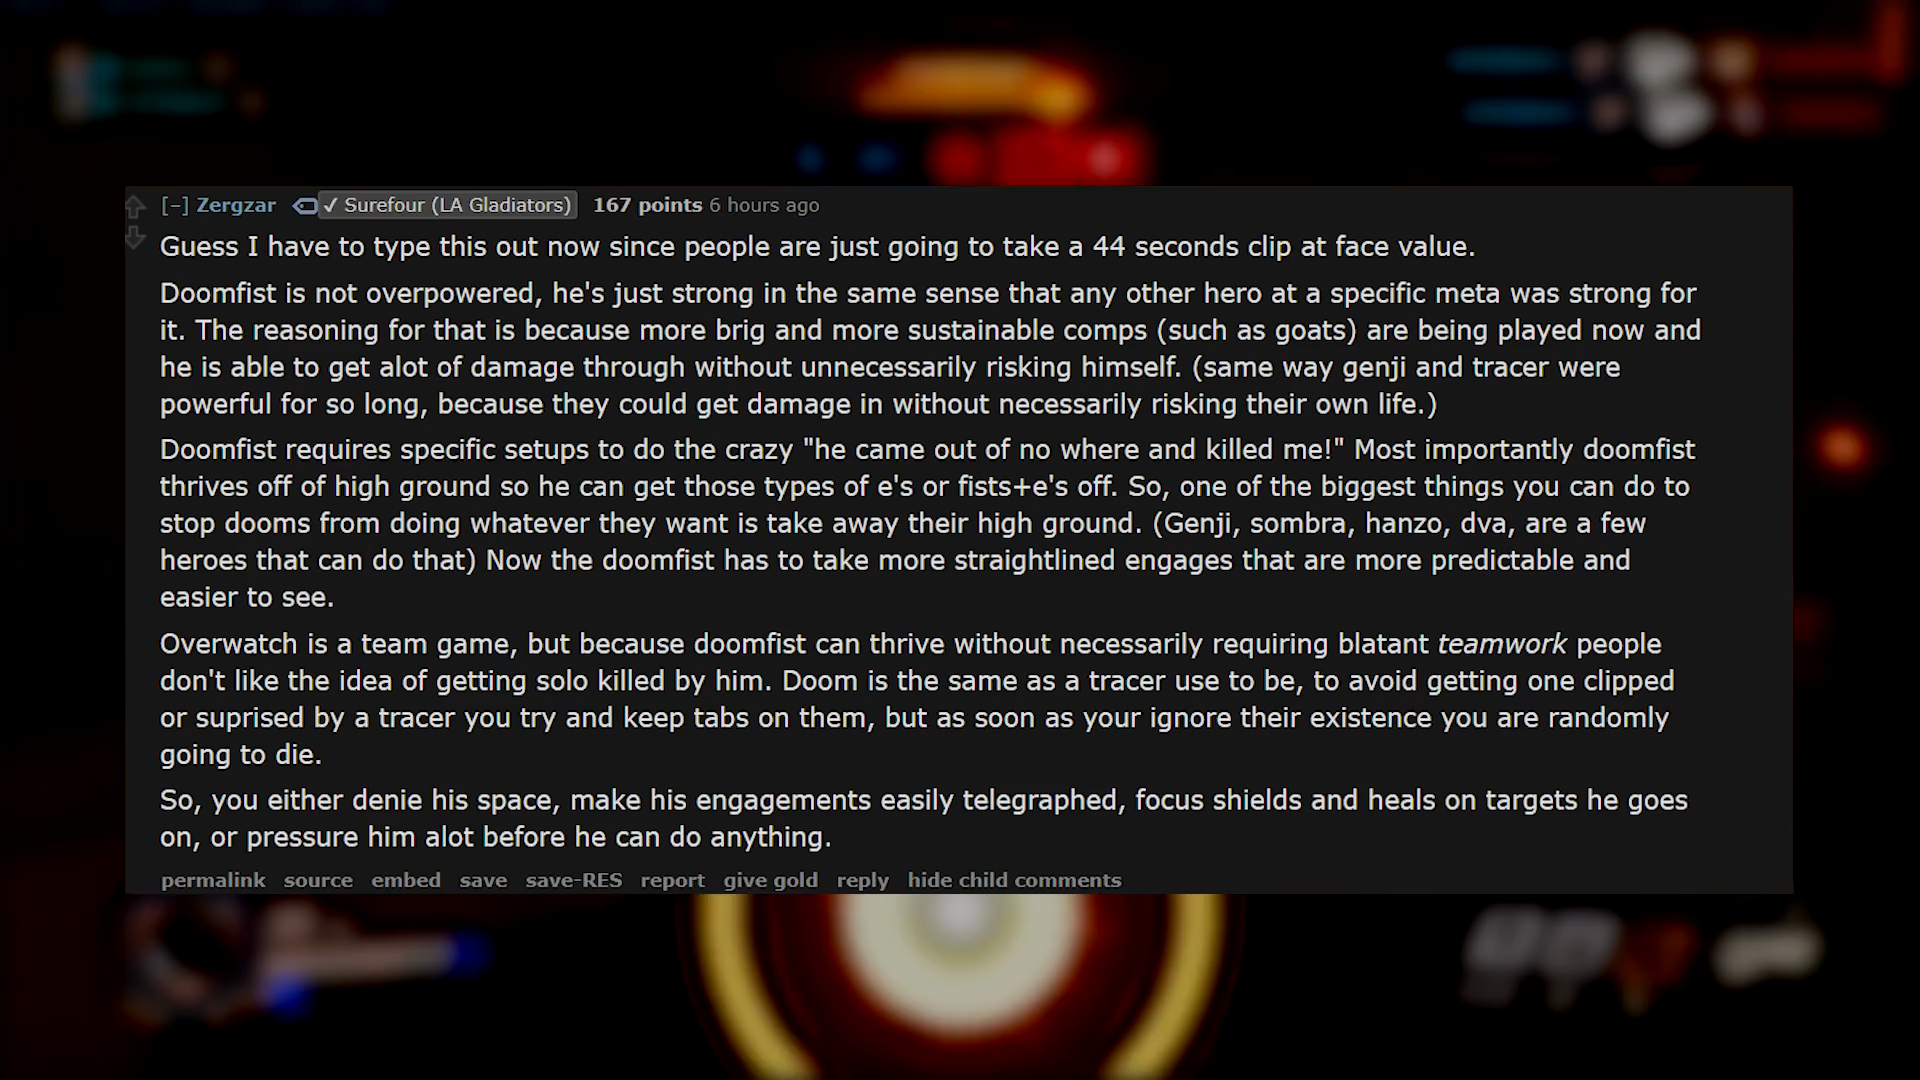 [−] Zergzar ✓ Surefour (LA Gladiators) 167 points 6 hours ago
Guess I have to type this out now since people are just going to take a 44 seconds clip at face value.
Doomfist is not overpowered, he's just strong in the same sense that any other hero at a specific meta was strong for
it. The reasoning for that is because more brig and more sustainable comps (such as goats) are being played now and
he is able to get alot of damage through without unnecessarily risking himself. (same way genji and tracer were
powerful for so long, because they could get damage in without necessarily risking their own life.)
Doomfist requires specific setups to do the crazy "he came out of no where and killed me!" Most importantly doomfist
thrives off of high ground so he can get those types of e's or fists+e's off. So, one of the biggest things you can do to
stop dooms from doing whatever they want is take away their high ground. (Genji, sombra, hanzo, dva, are a few
heroes that can do that) Now the doomfist has to take more straightlined engages that are more predictable and
easier to see.
Overwatch is a team game, but because doomfist can thrive without necessarily requiring blatant teamwork people
don't like the idea of getting solo killed by him. Doom is the same as a tracer use to be, to avoid getting one clipped
or suprised by a tracer you try and keep tabs on them, but as soon as your ignore their existence you are randomly
going to die.
So, you either denie his space, make his engagements easily telegraphed, focus shields and heals on targets he goes
on, or pressure him alot before he can do anything.
permalink source embed save save-RES report give gold reply hide child comments